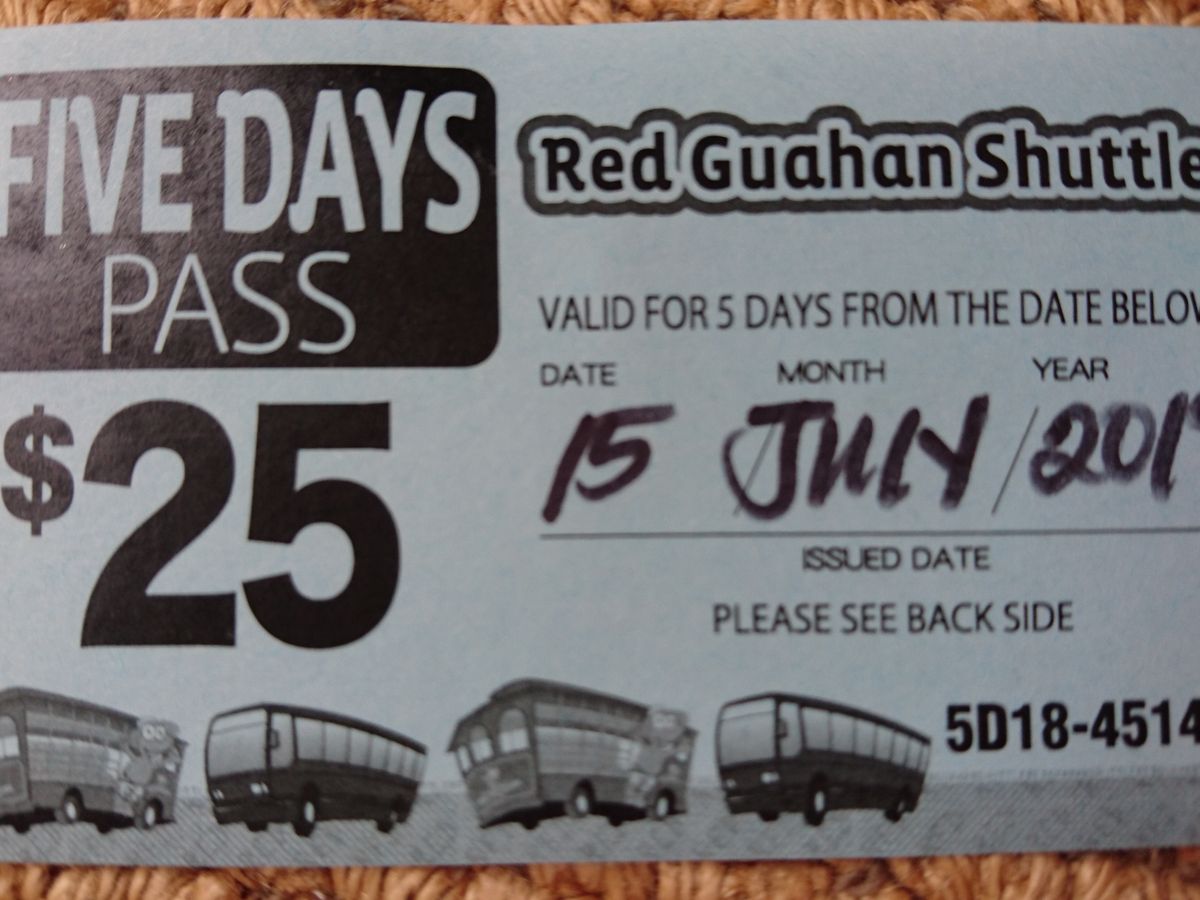 FIVE DAYS
PASS
$25
Red Guahan Shuttle
VALID FOR 5 DAYS FROM THE DATE BELOW
DATE MONTH YEAR
15 / JULY / 201
ISSUED DATE
PLEASE SEE BACK SIDE
5D18-4514